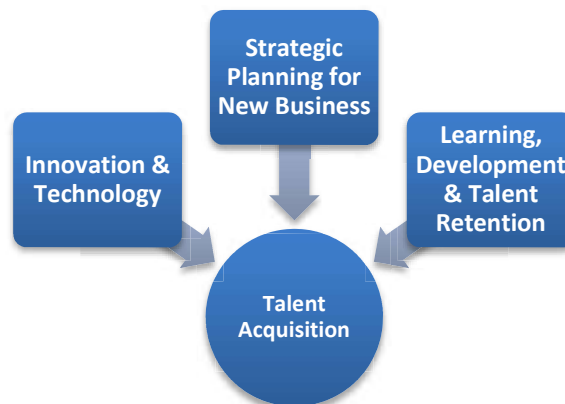 Strategic
Planning for
New Business
Innovation &
Technology
Learning,
Development
& Talent
Retention
Talent
Acquisition